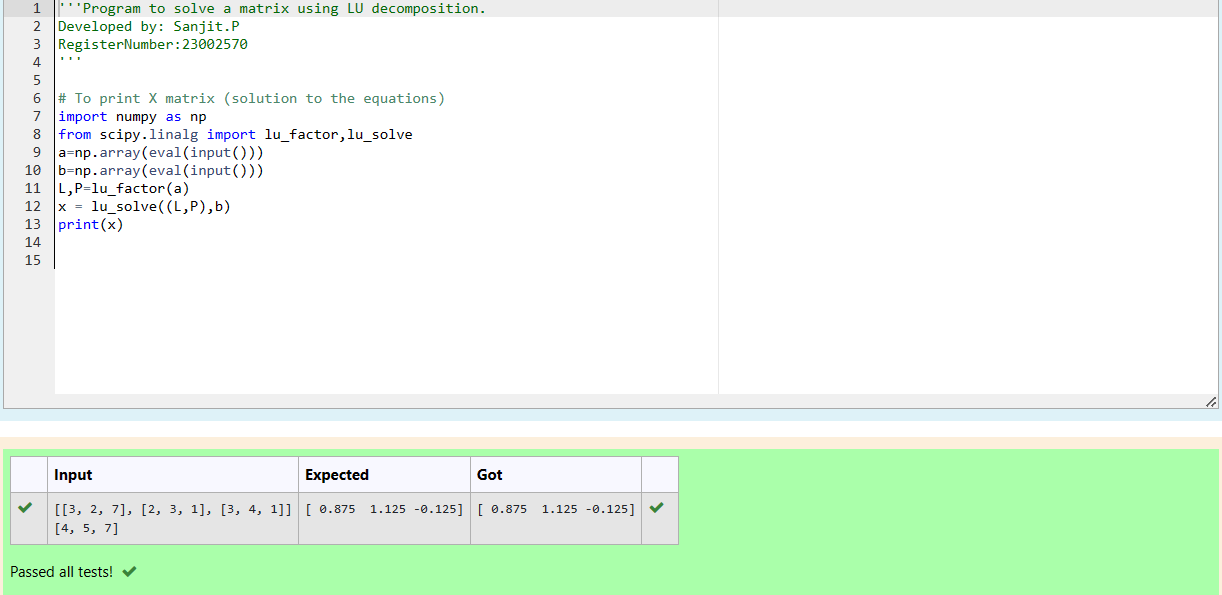 1 '''Program to solve a matrix using LU decomposition.
2 Developed by: Sanjit.P
3 RegisterNumber:23002570
4 '''
5
6 # To print X matrix (solution to the equations)
7 import numpy as np
8 from scipy.linalg import lu_factor,lu_solve
9 a=np.array(eval(input()))
10 b=np.array(eval(input()))
11 L,P=lu_factor(a)
12 x = lu_solve((L,P),b)
13 print(x)
14
15
Input Expected Got
[[3, 2, 7], [2, 3, 1], [3, 4, 1]] [ 0.875  1.125 -0.125] [ 0.875  1.125 -0.125]
[4, 5, 7]
Passed all tests!